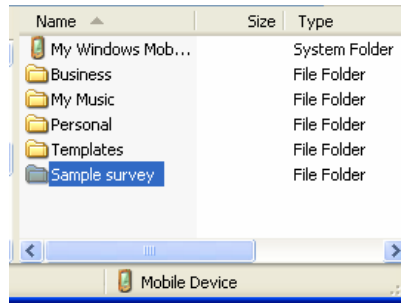 Name Size Type
My Windows Mob... System Folder
Business File Folder
My Music File Folder
Personal File Folder
Templates File Folder
Sample survey File Folder
Mobile Device